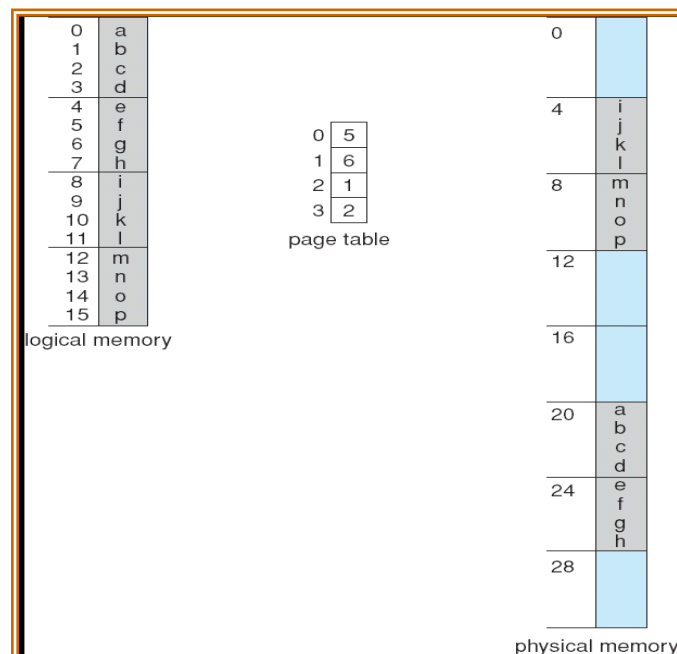 0 a
1 b
2 c
3 d
4 e
5 f
6 g
7 h
8 i
9 j
10 k
11 l
12 m
13 n
14 o
15 p
logical memory
0 5
1 6
2 1
3 2
page table
0
4 i
j
k
l
8 m
n
o
p
12
16
20 a
b
c
d
24 e
f
g
h
28
physical memory